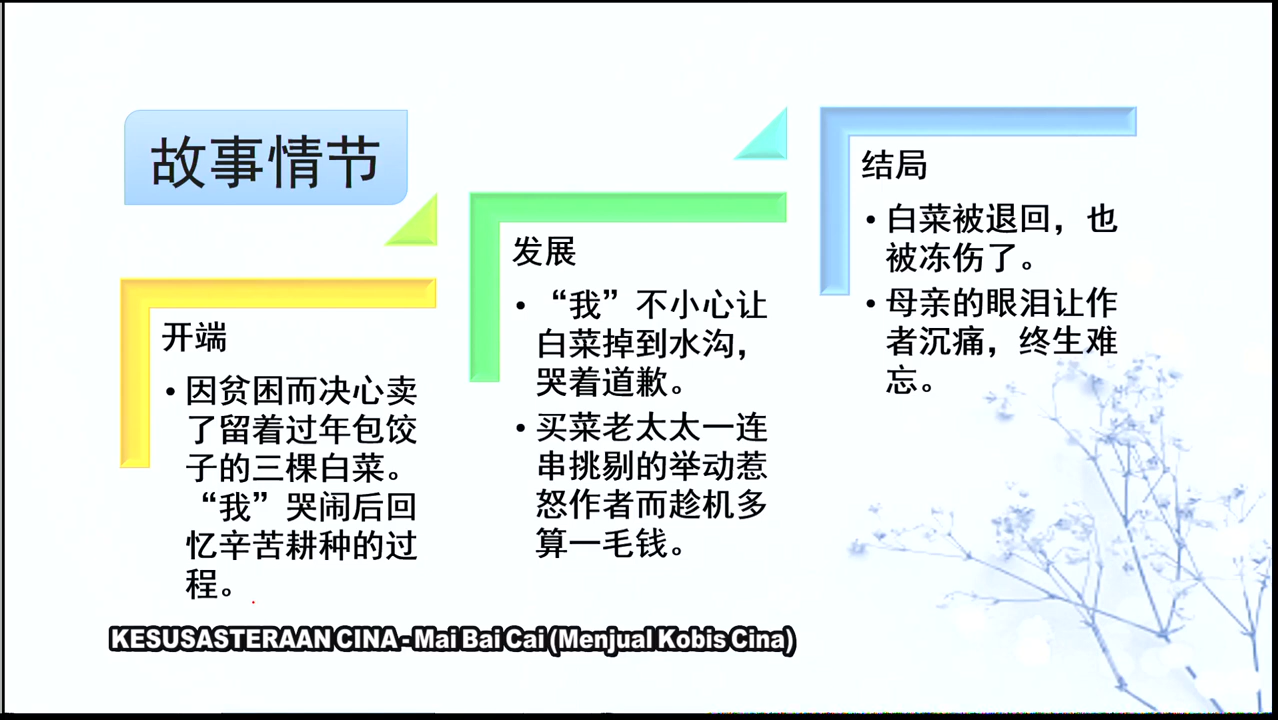 故事情节
开端
•因贫困而决心卖
了留着过年包饺
子的三棵白菜。
“我”哭闹后回
忆辛苦耕种的过
程。
发展
•“我”不小心让
白菜掉到水沟，
哭着道歉。
•买菜老太太一连
串挑剔的举动惹
怒作者而趁机多
算一毛钱。
结局
•白菜被退回，也
被冻伤了。
•母亲的眼泪让作
者沉痛，终生难
忘。
KESUSASTERAAN CINA - Mai Bai Cai (Menjual Kobis Cina)